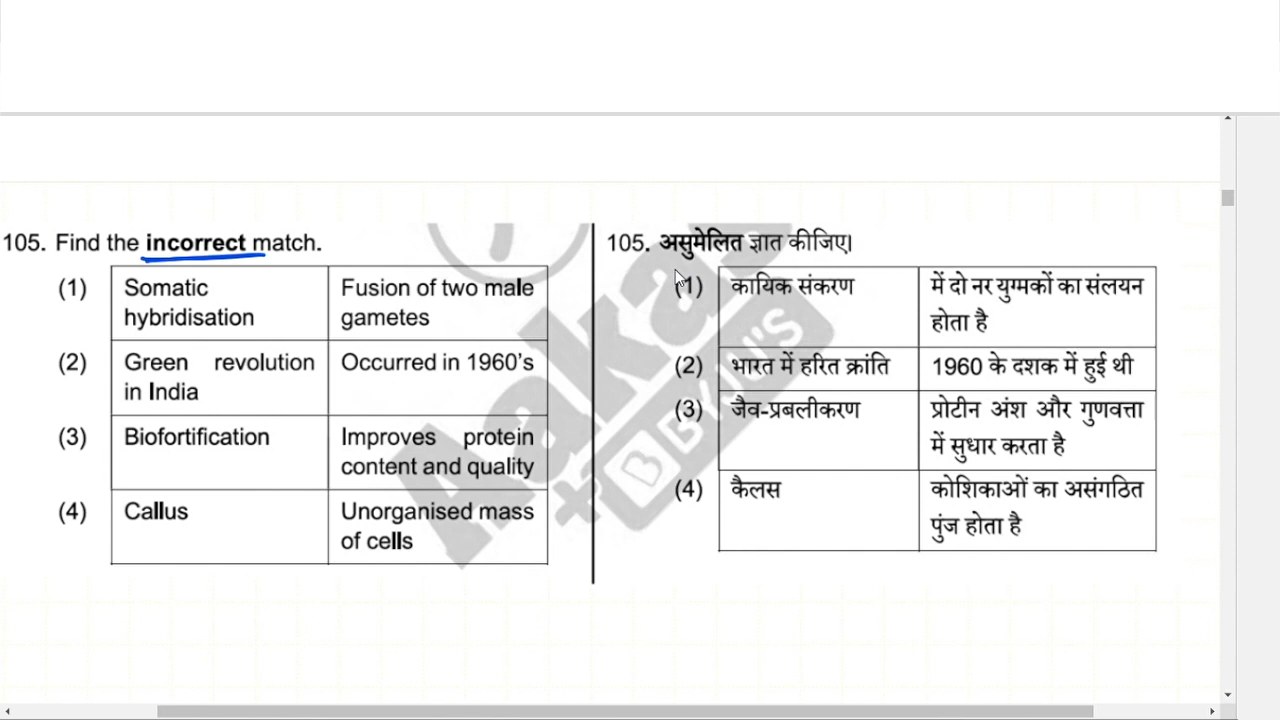 105. Find the incorrect match.
(1) Somatic hybridisation Fusion of two male gametes
(2) Green revolution in India Occurred in 1960's
(3) Biofortification Improves protein content and quality
(4) Callus Unorganised mass of cells
105. असुमेलित ज्ञात कीजिए।
(1) कायिक संकरण में दो नर युग्मकों का संलयन होता है
(2) भारत में हरित क्रांति 1960 के दशक में हुई थी
(3) जैव-प्रबलीकरण प्रोटीन अंश और गुणवत्ता में सुधार करता है
(4) कैलस कोशिकाओं का असंगठित पुंज होता है
Aakas
BYJU'S